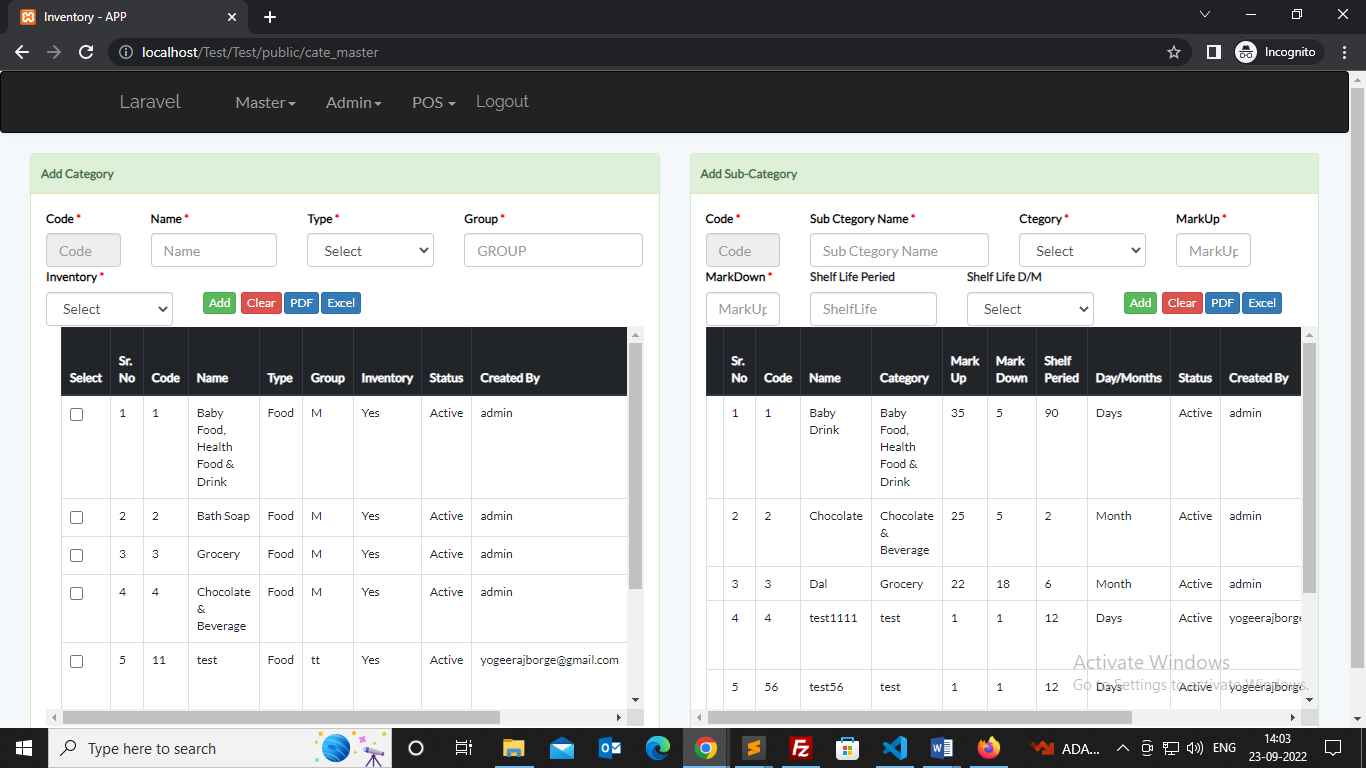 Inventory - APP
localhost/Test/Test/public/cate_master
Incognito
Laravel Master Admin POS Logout
Add Category
Code * Name * Type * Group *
Code Name Select GROUP
Inventory *
Select Add Clear PDF Excel
Select Sr. No Code Name Type Group Inventory Status Created By
1 1 Baby Food M Yes Active admin
Food,
Health
Food &
Drink
2 2 Bath Soap Food M Yes Active admin
3 3 Grocery Food M Yes Active admin
4 4 Chocolate Food M Yes Active admin
&
Beverage
5 11 test Food tt Yes Active yogeerajborge@gmail.com
Add Sub-Category
Code * Sub Ctegory Name * Ctegory * MarkUp *
Code Sub Ctegory Name Select MarkUp
MarkDown * Shelf Life Peried Shelf Life D/M
MarkUp ShelfLife Select Add Clear PDF Excel
Sr. No Code Name Category Mark Up Mark Down Shelf Peried Day/Months Status Created By
1 1 Baby Baby 35 5 90 Days Active admin
Drink Food,
Health
Food &
Drink
2 2 Chocolate Chocolate 25 5 2 Month Active admin
&
Beverage
3 3 Dal Grocery 22 18 6 Month Active admin
4 4 test1111 test 1 1 12 Days Active yogeerajborge
5 56 test56 test 1 1 12 Days Active yogeerajborge
Activate Windows
Go to Settings to activate Windows.
Type here to search
ADA...
ENG
14:03
23-09-2022